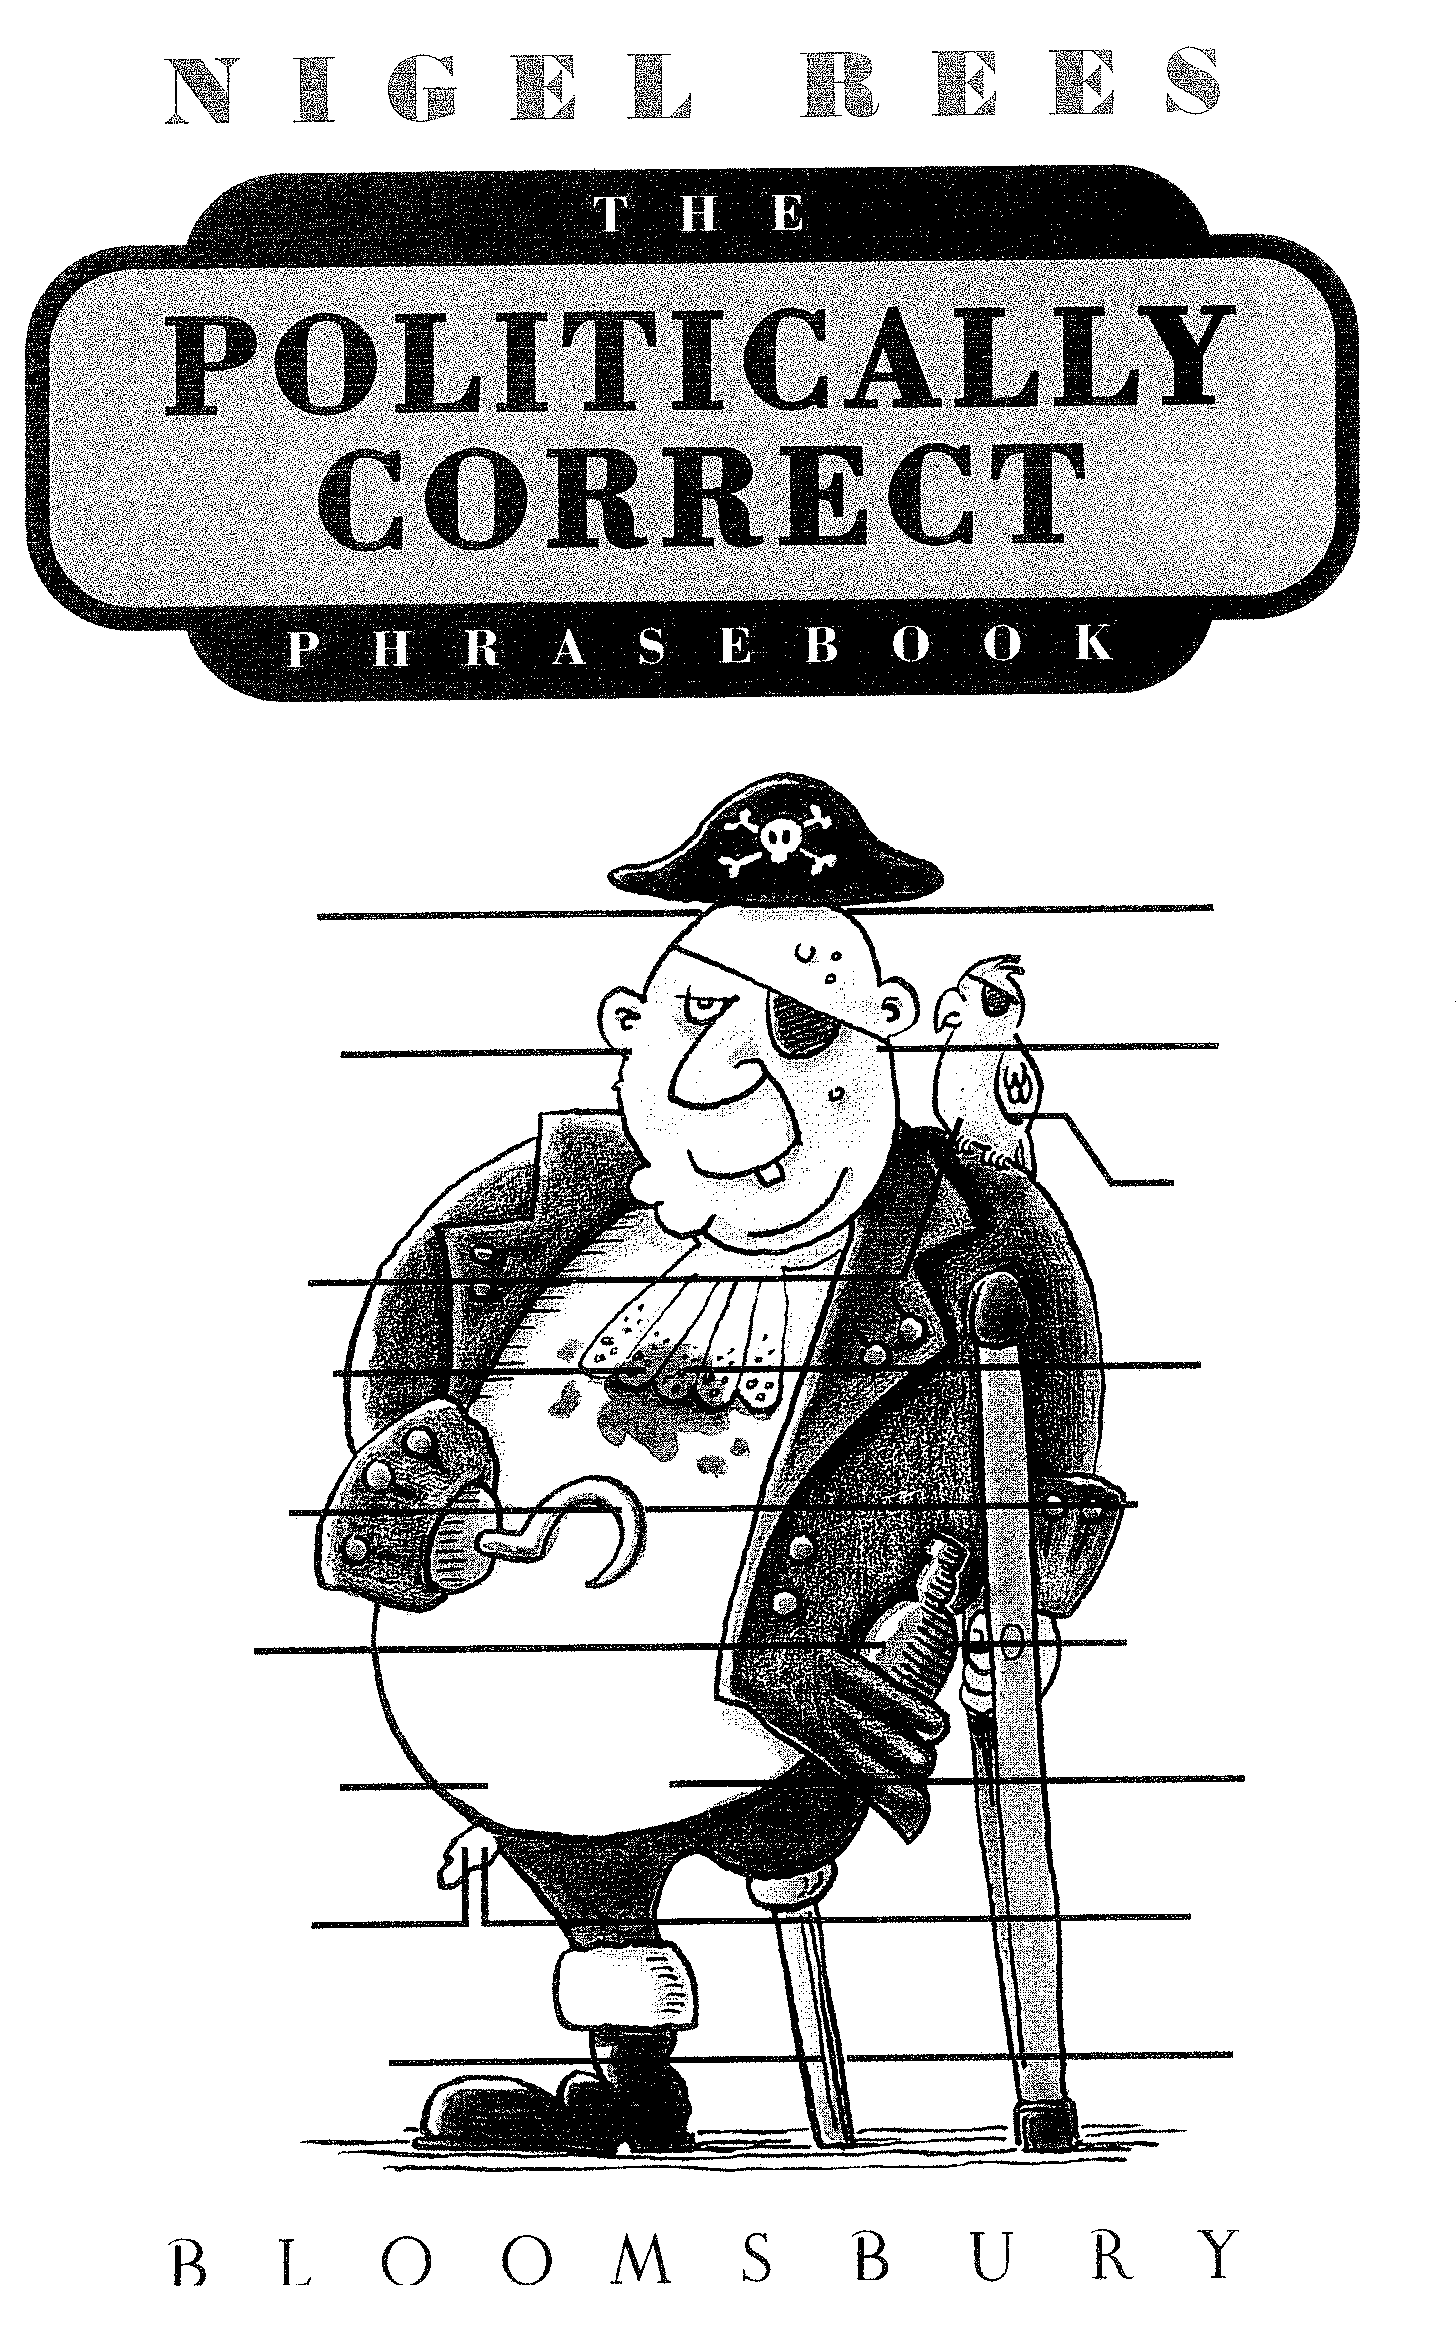 NIGEL REES
THE
POLITICALLY
CORRECT
PHRASEBOOK
BLOOMSBURY